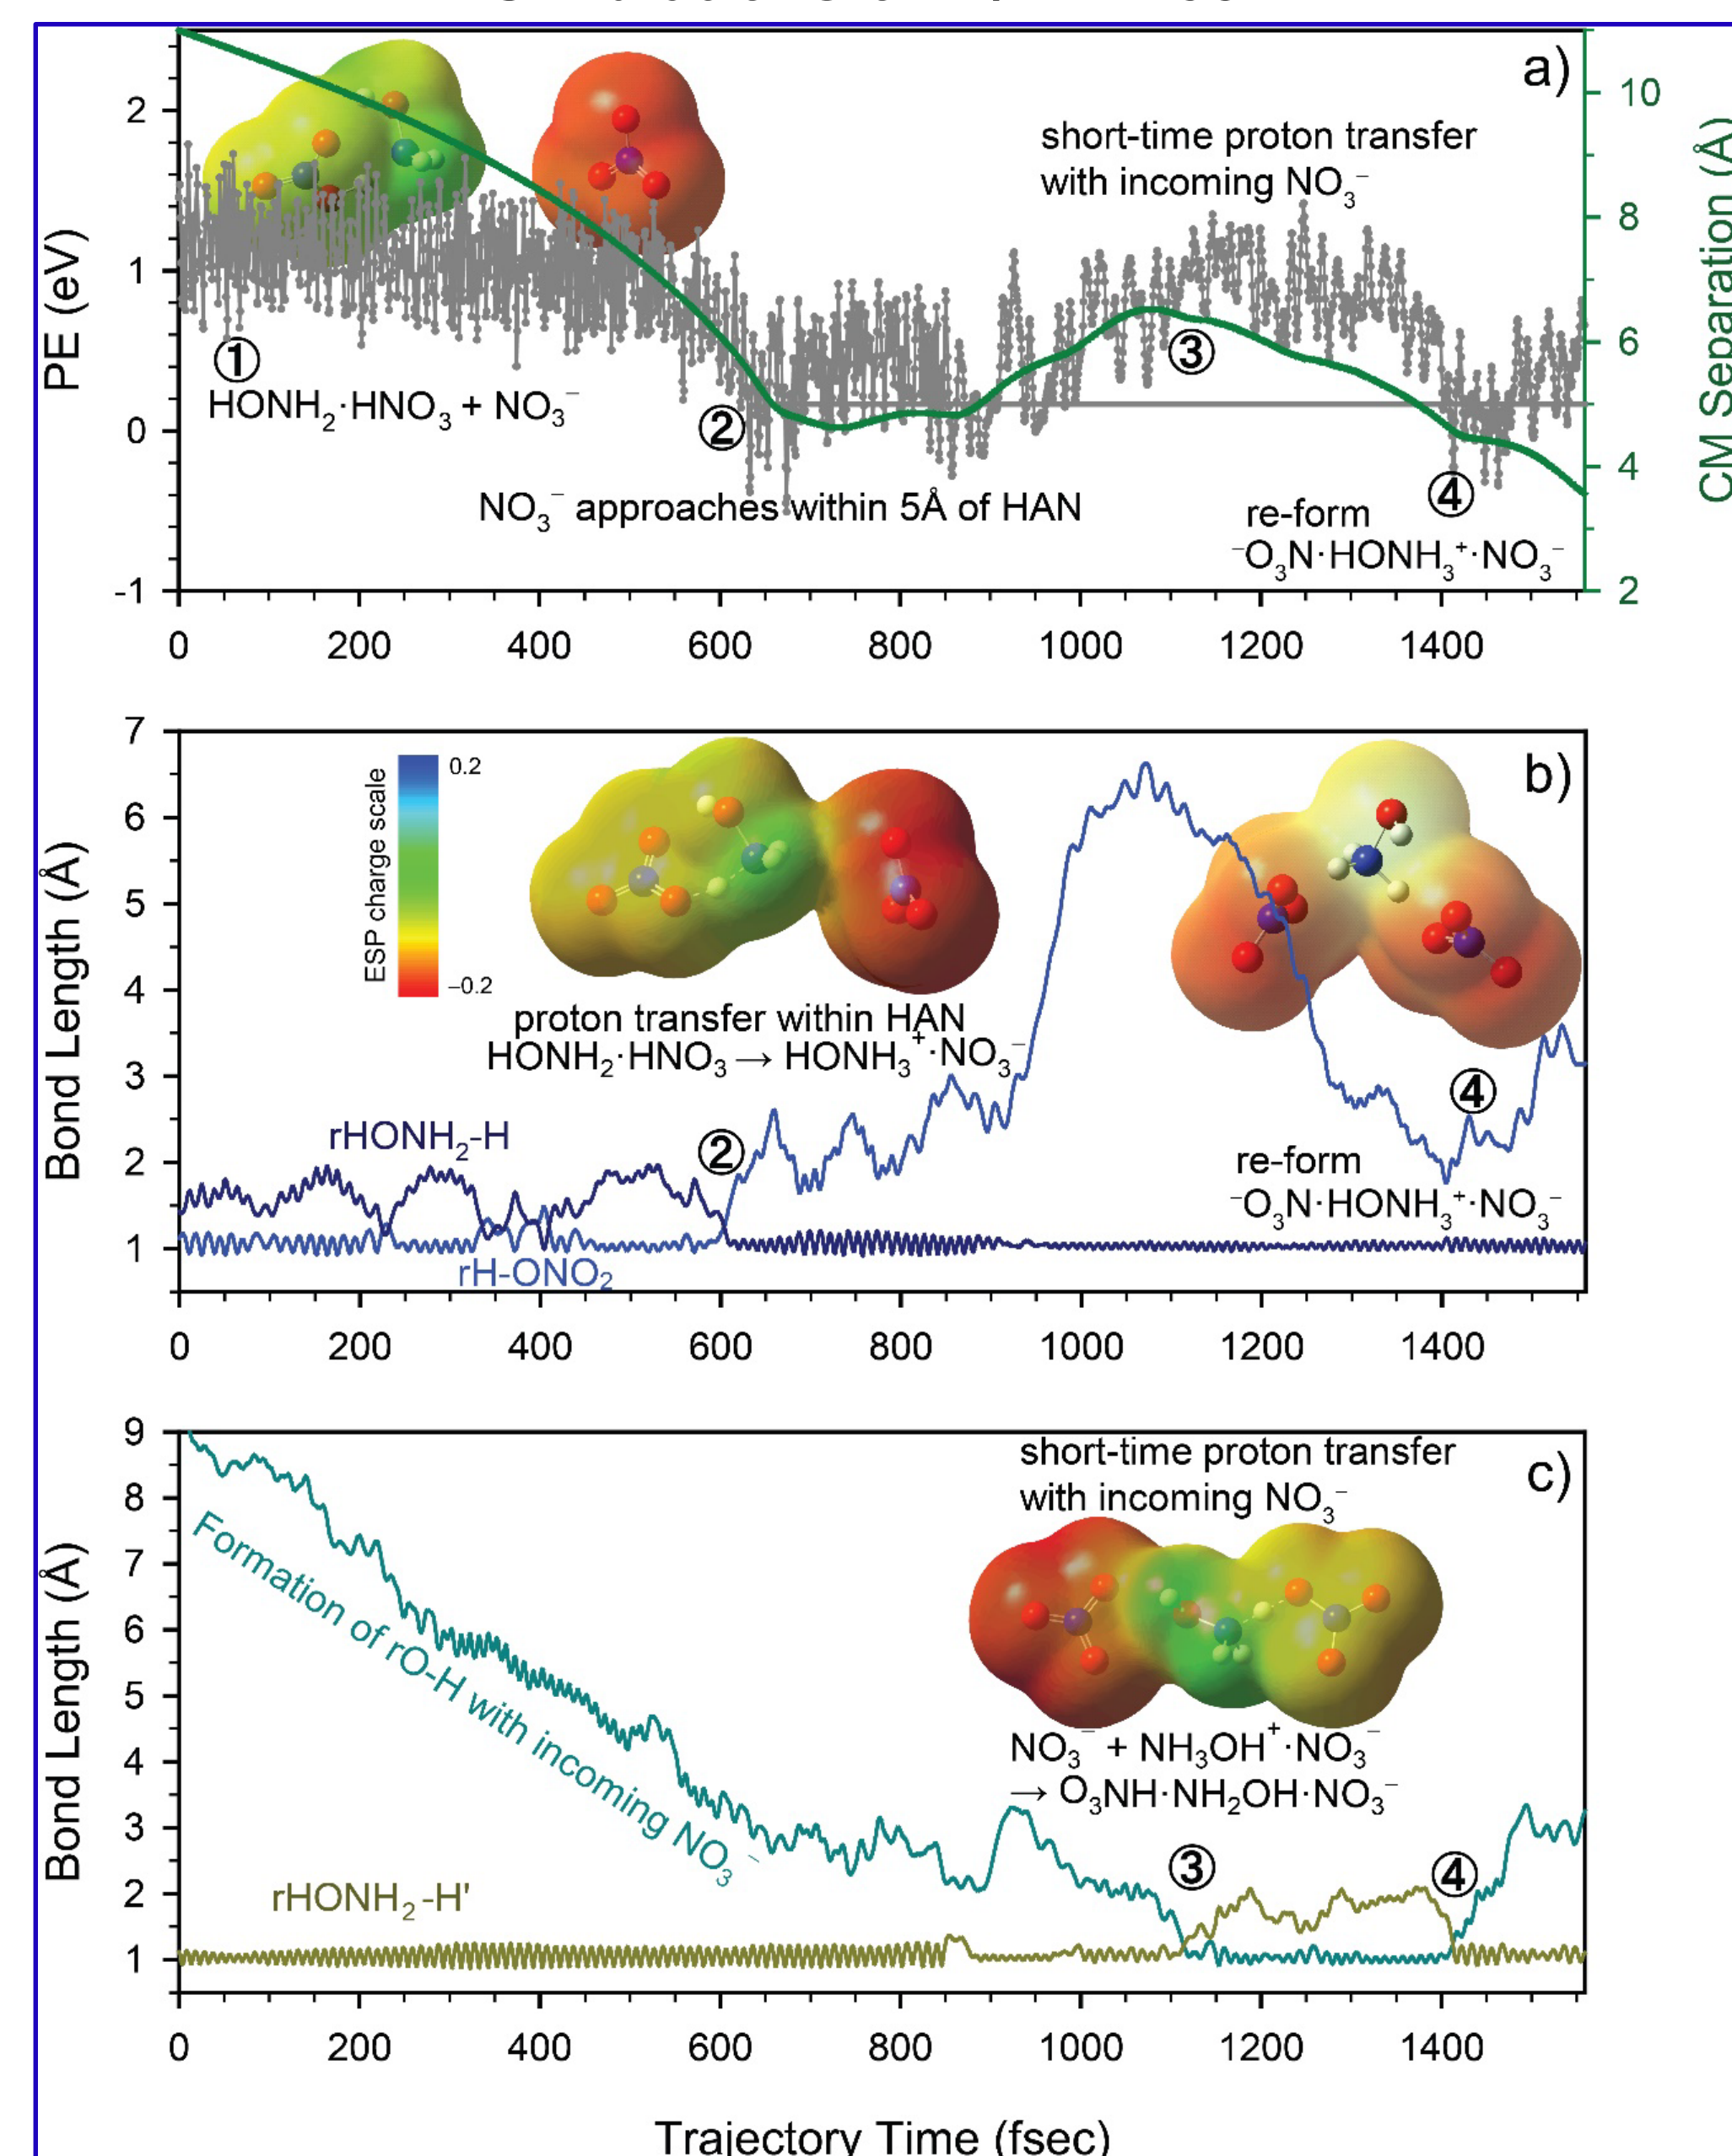 a)
PE (eV)
CM Separation (Å)
2
1
0
-1
10
8
6
4
2
short-time proton transfer
with incoming NO₃⁻
①
HONH₂·HNO₃ + NO₃⁻
②
③
④
NO₃⁻ approaches within 5Å of HAN
re-form
⁻O₃N·HONH₃⁺·NO₃⁻
0 200 400 600 800 1000 1200 1400
b)
Bond Length (Å)
7
6
5
4
3
2
1
ESP charge scale
0.2
–0.2
proton transfer within HAN
HONH₂·HNO₃ → HONH₃⁺·NO₃⁻
rHONH₂-H
②
④
re-form
⁻O₃N·HONH₃⁺·NO₃⁻
rH-ONO₂
0 200 400 600 800 1000 1200 1400
c)
Bond Length (Å)
9
8
7
6
5
4
3
2
1
short-time proton transfer
with incoming NO₃⁻
Formation of rO-H with incoming NO₃⁻
NO₃⁻ + NH₃OH⁺·NO₃⁻
→ O₃NH·NH₂OH·NO₃⁻
③
④
rHONH₂-H'
0 200 400 600 800 1000 1200 1400
Trajectory Time (fsec)